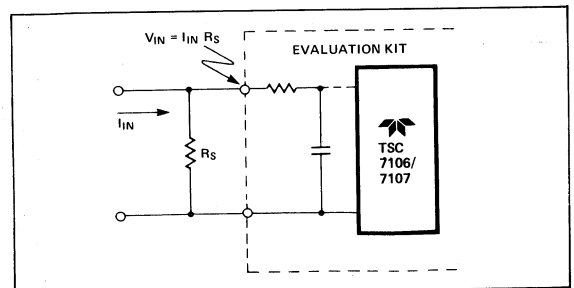 V_IN = I_IN R_S
EVALUATION KIT
I_IN
R_S
TSC
7106/
7107